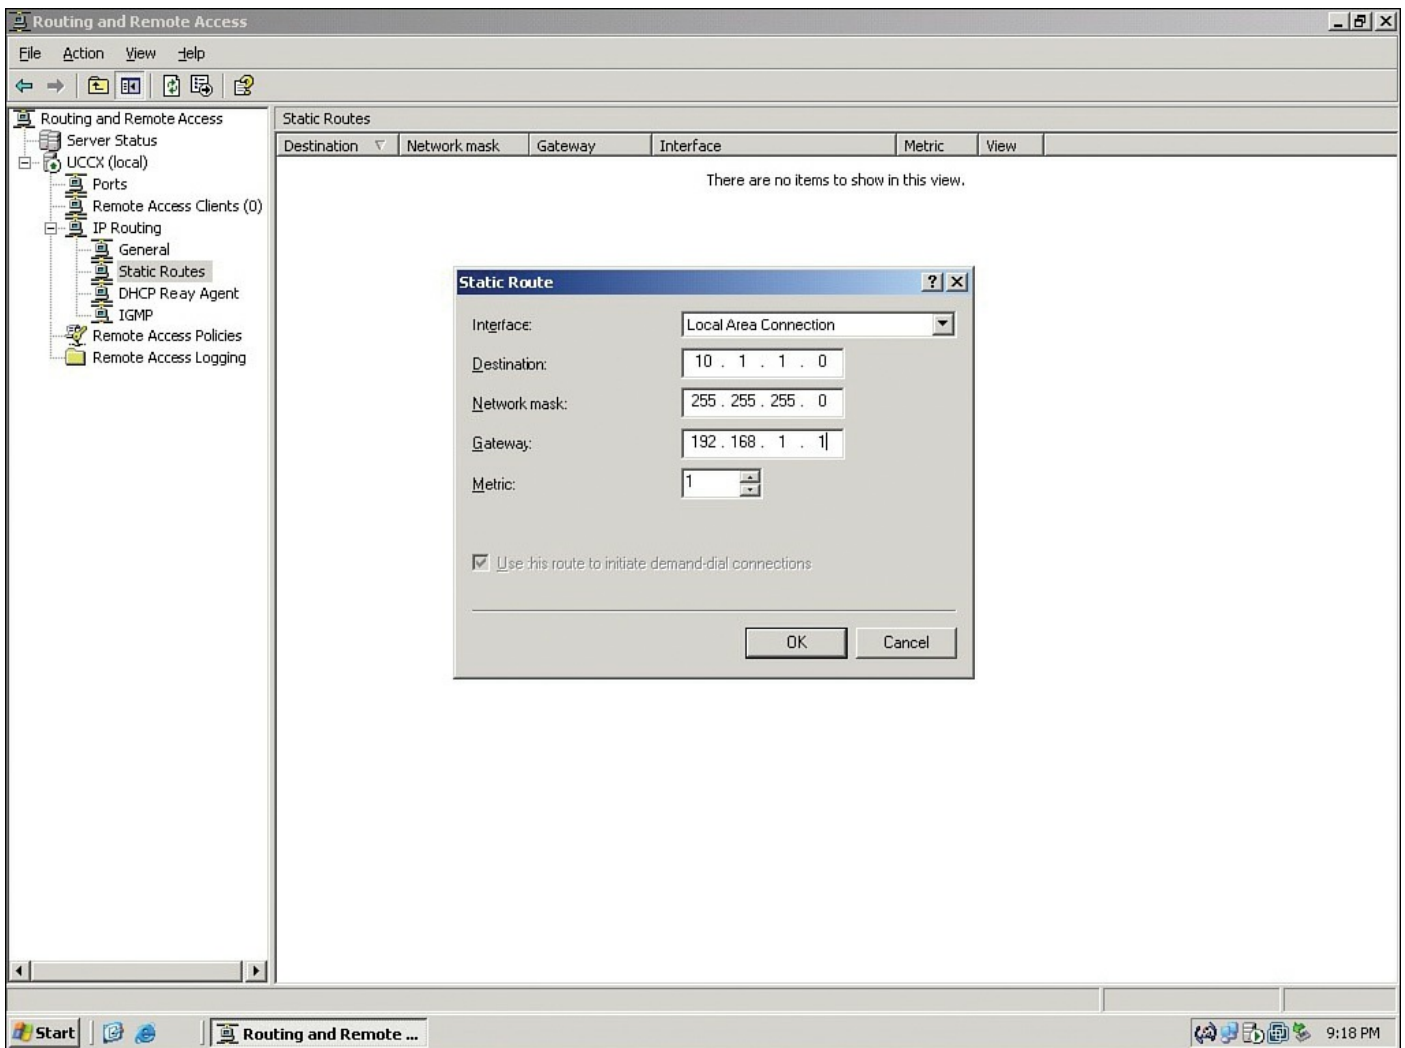 Routing and Remote Access
File Action View Help
Routing and Remote Access
Server Status
UCCX (local)
Ports
Remote Access Clients (0)
IP Routing
General
Static Routes
DHCP Reay Agent
IGMP
Remote Access Policies
Remote Access Logging
Static Routes
Destination Network mask Gateway Interface Metric View
There are no items to show in this view.
Static Route
Interface: Local Area Connection
Destination: 10 . 1 . 1 . 0
Network mask: 255 . 255 . 255 . 0
Gateway: 192 . 168 . 1 . 1
Metric: 1
Use this route to initiate demand-dial connections
OK Cancel
Start Routing and Remote ... 9:18 PM